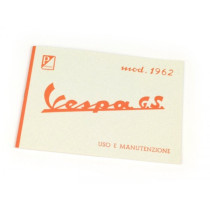 mod. 1962
Vespa G.S.
USO E MANUTENZIONE